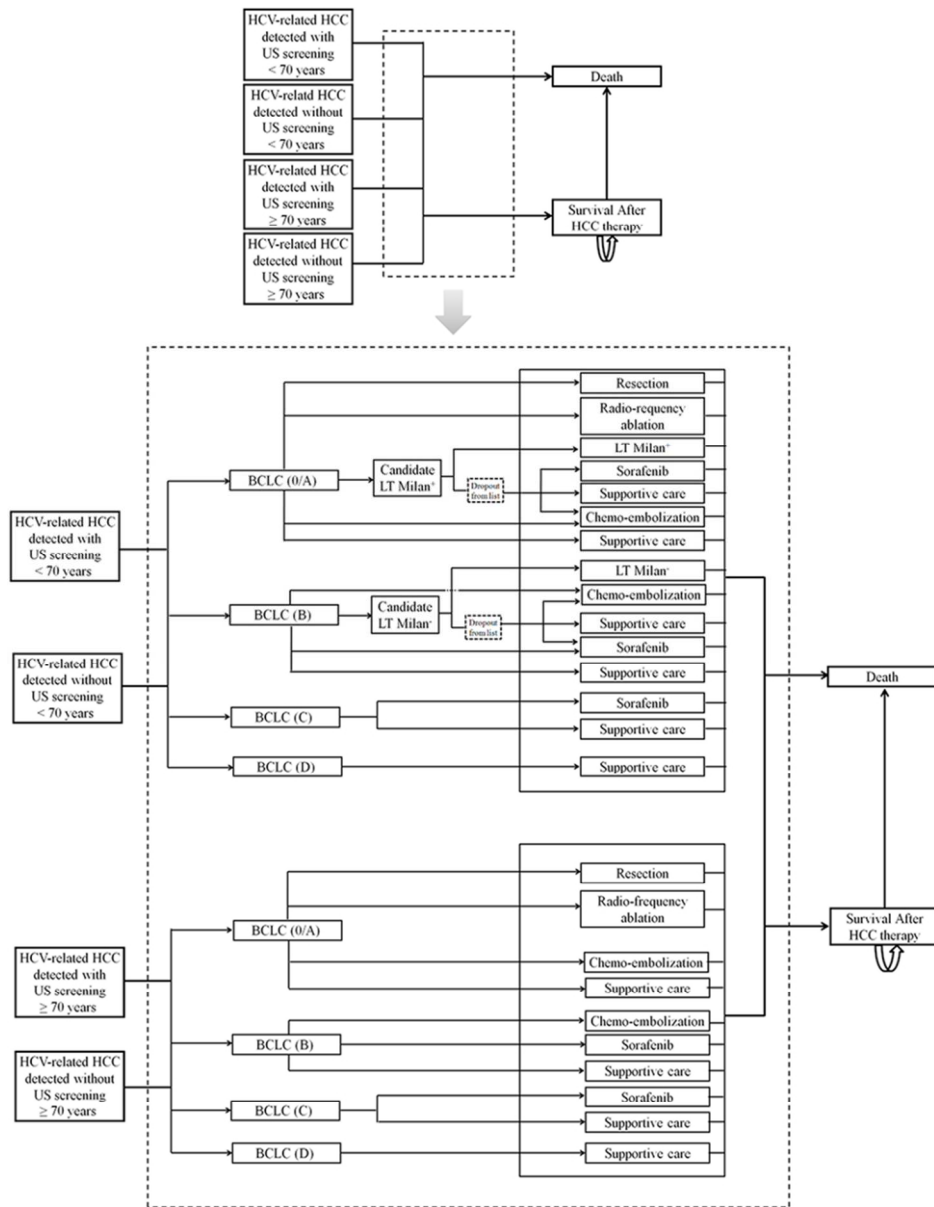 HCV-related HCC
detected with
US screening
< 70 years
HCV-relatd HCC
detected without
US screening
< 70 years
HCV-related HCC
detected with
US screening
≥ 70 years
HCV-related HCC
detected without
US screening
≥ 70 years
Death
Survival After
HCC therapy
HCV-related HCC
detected with
US screening
< 70 years
HCV-related HCC
detected without
US screening
< 70 years
BCLC (0/A)
Candidate
LT Milan⁺
Dropout
from list
Resection
Radio-requency
ablation
LT Milan⁺
Sorafenib
Supportive care
Chemo-embolization
Supportive care
BCLC (B)
Candidate
LT Milan⁻
Dropout
from list
LT Milan⁻
Chemo-embolization
Supportive care
Sorafenib
Supportive care
BCLC (C)
Sorafenib
Supportive care
BCLC (D)
Supportive care
Death
Survival After
HCC therapy
HCV-related HCC
detected with
US screening
≥ 70 years
HCV-related HCC
detected without
US screening
≥ 70 years
BCLC (0/A)
Resection
Radio-frequency
ablation
Chemo-embolization
Supportive care
BCLC (B)
Chemo-embolization
Sorafenib
Supportive care
BCLC (C)
Sorafenib
Supportive care
BCLC (D)
Supportive care